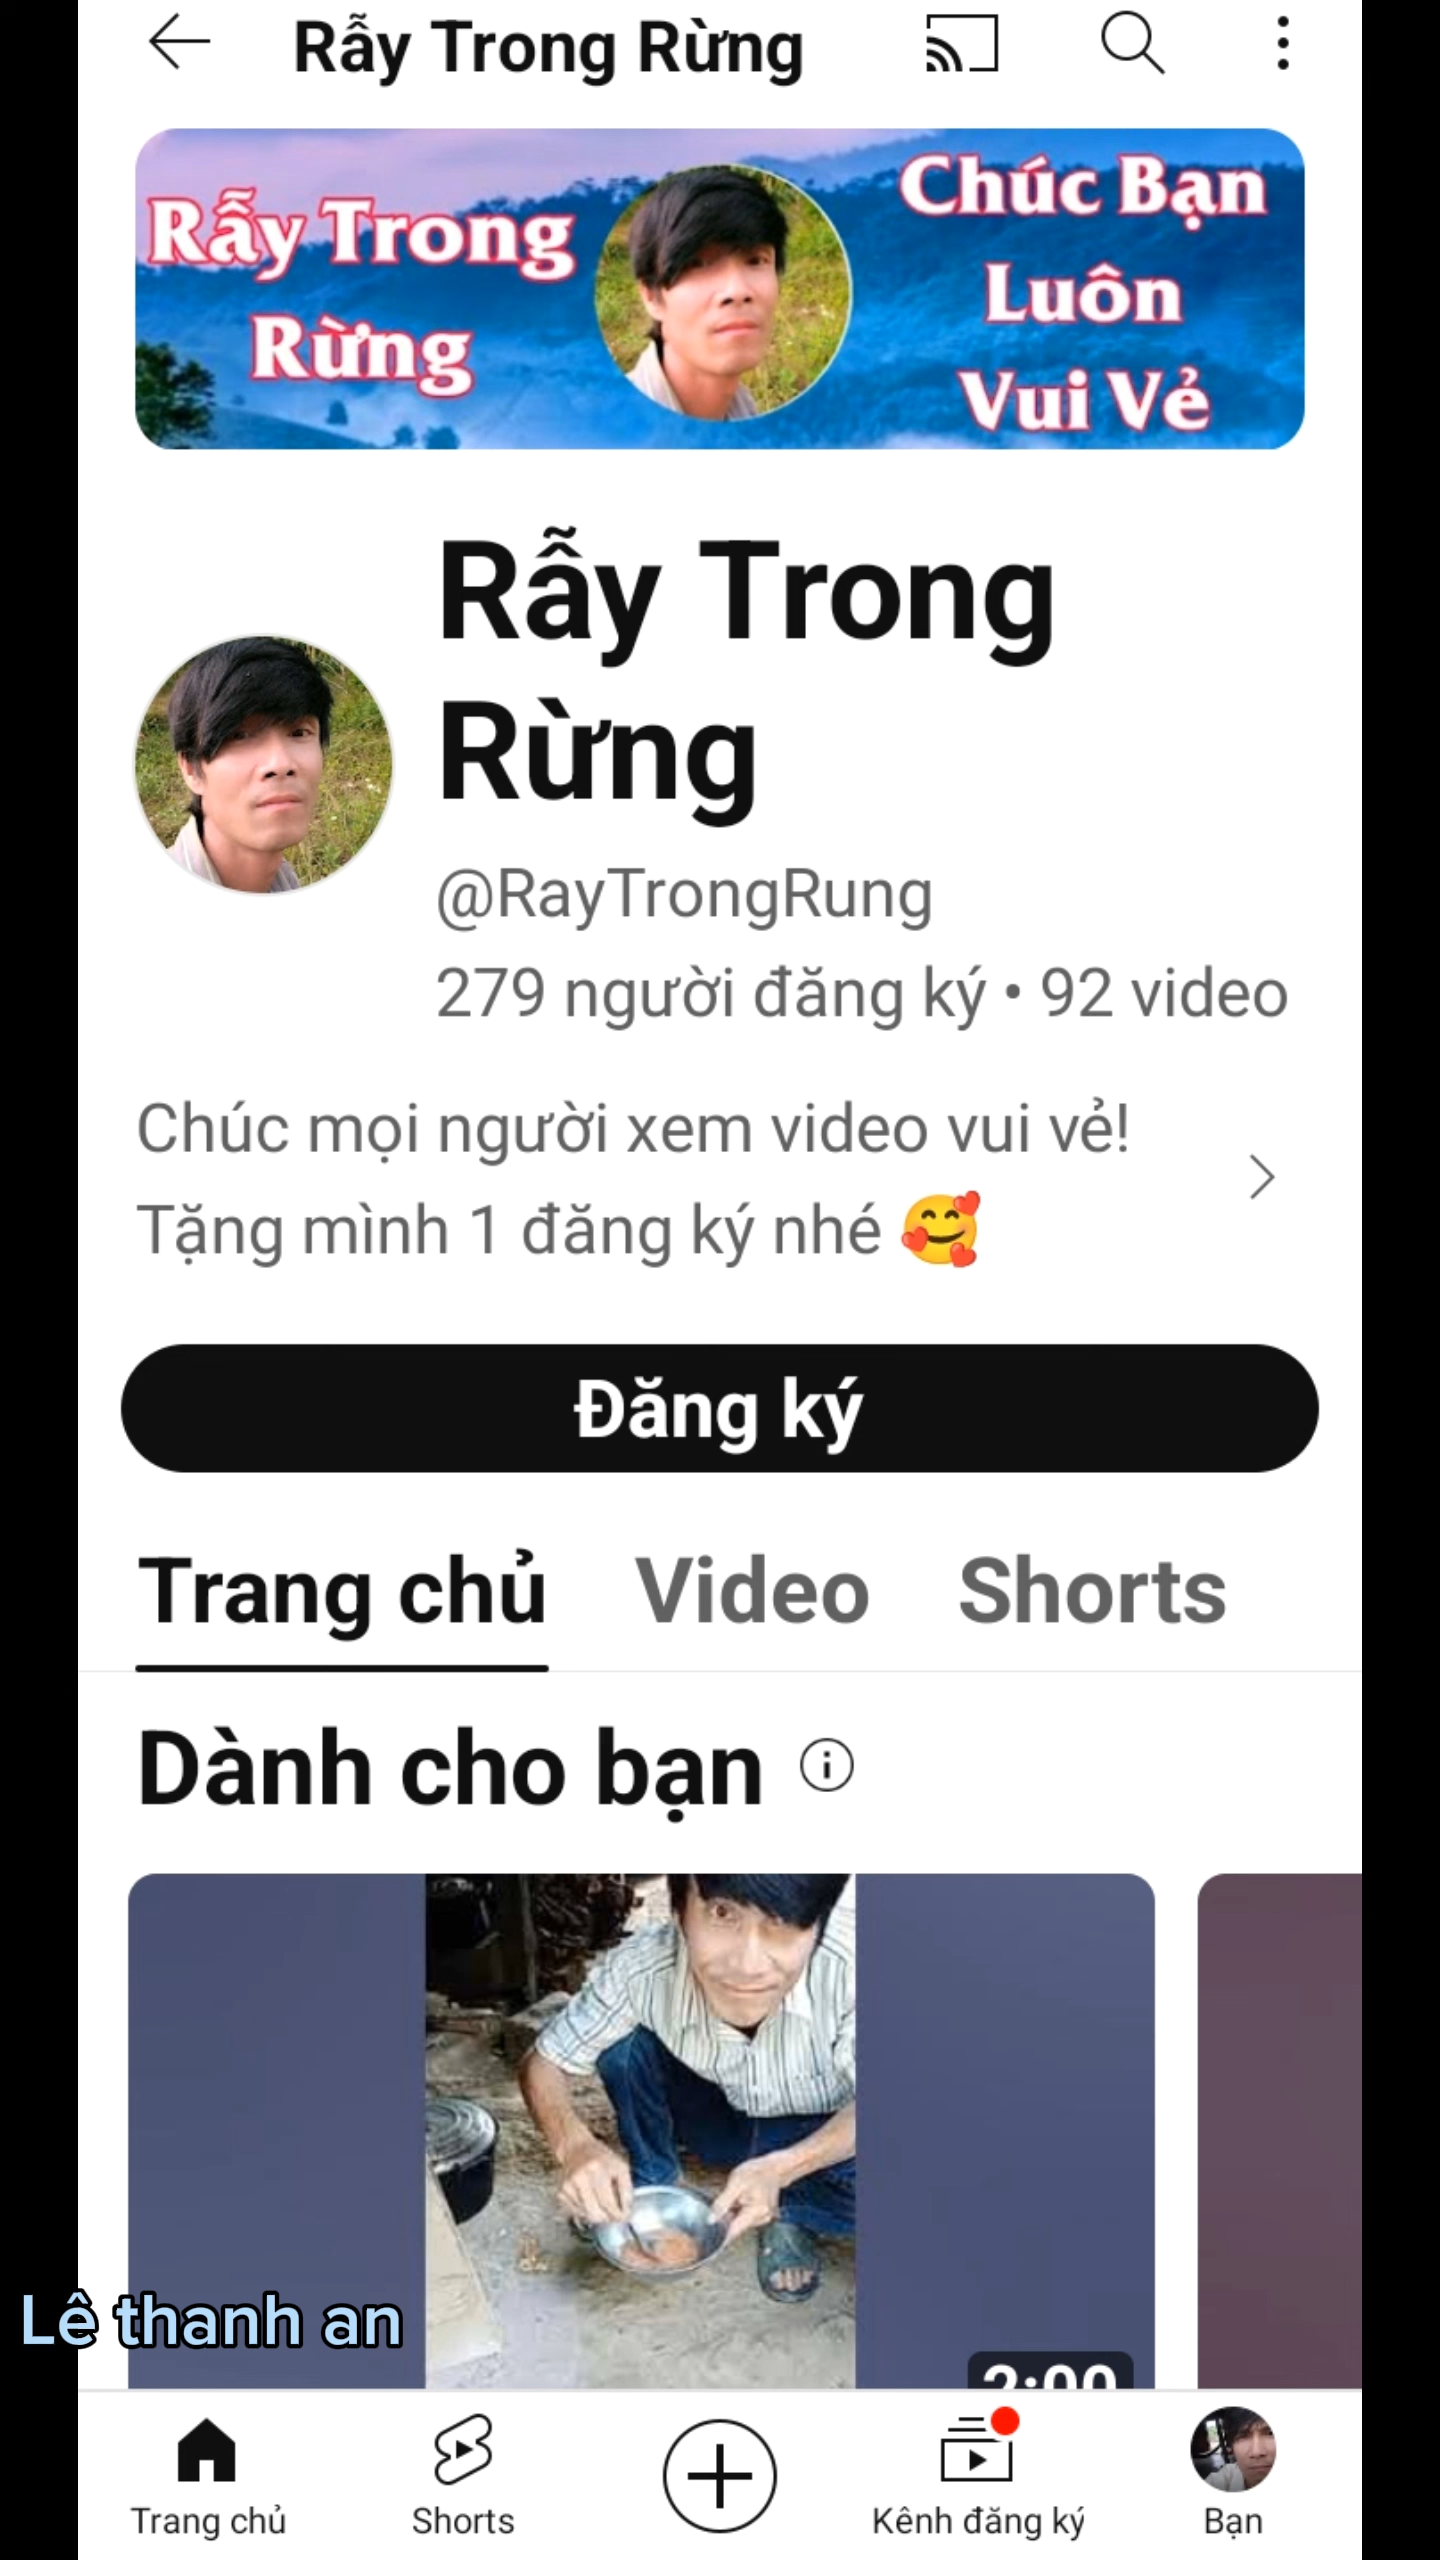 Rẫy Trong Rừng
Rẫy Trong
Rừng
Chúc Bạn
Luôn
Vui Vẻ
Rẫy Trong
Rừng
@RayTrongRung
279 người đăng ký • 92 video
Chúc mọi người xem video vui vẻ!
Tặng mình 1 đăng ký nhé 🥰
Đăng ký
Trang chủ Video Shorts
Dành cho bạn
Lê thanh an
2:00
Trang chủ Shorts Kênh đăng ký Bạn